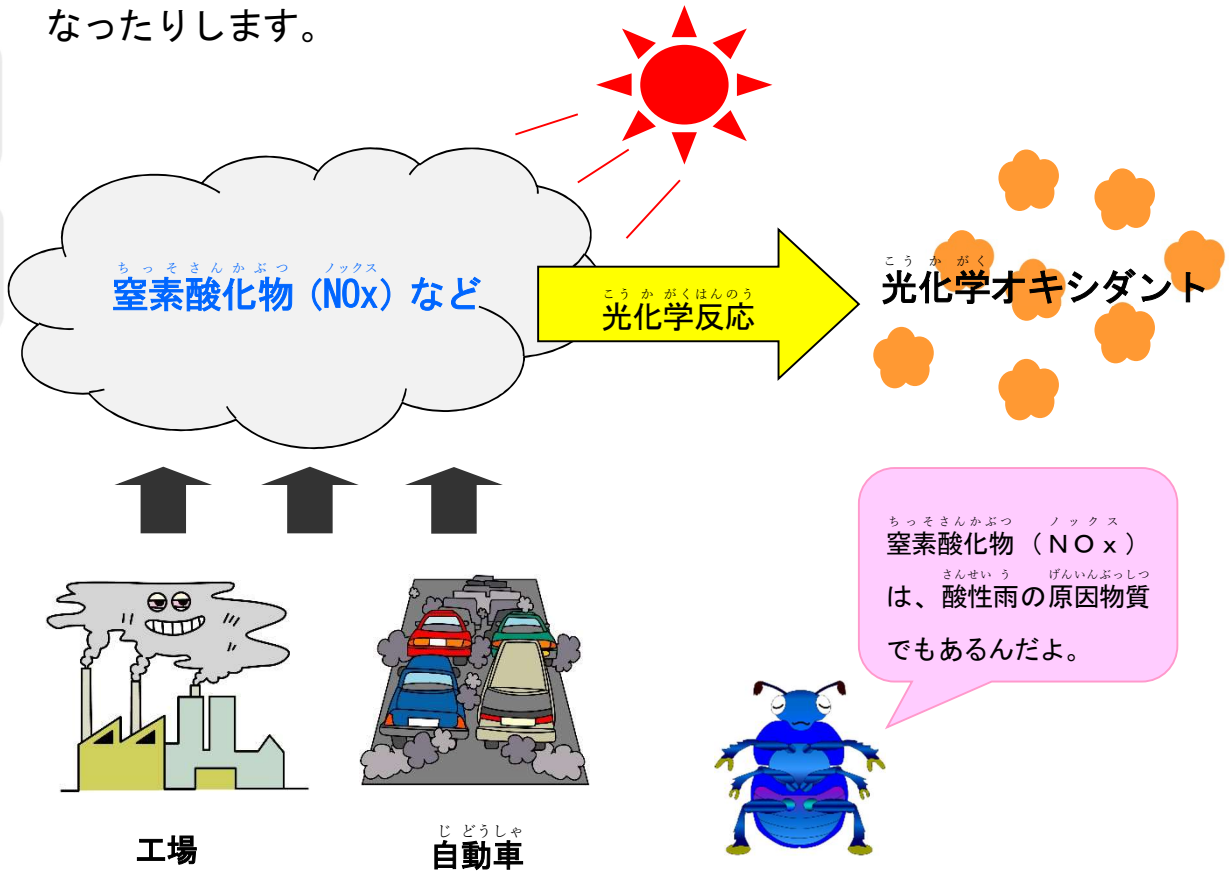 なったりします。
ちっそさんかぶつ ノックス
窒素酸化物（NOx）など
こうかがくはんのう
光化学反応
こうかがく
光化学オキシダント
ちっそさんかぶつ ノックス
窒素酸化物（ＮＯｘ）
さんせいう げんいんぶっしつ
は、酸性雨の原因物質
でもあるんだよ。
工場
じどうしゃ
自動車